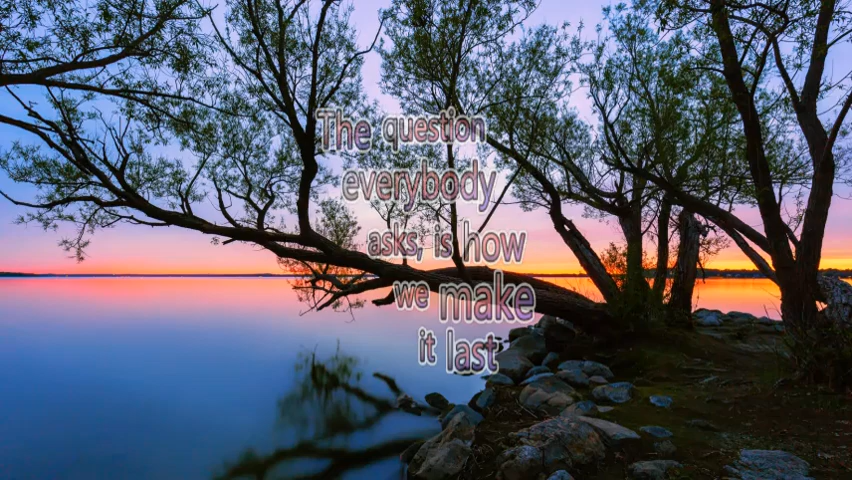 The question
everybody
asks, is how
we make
it last